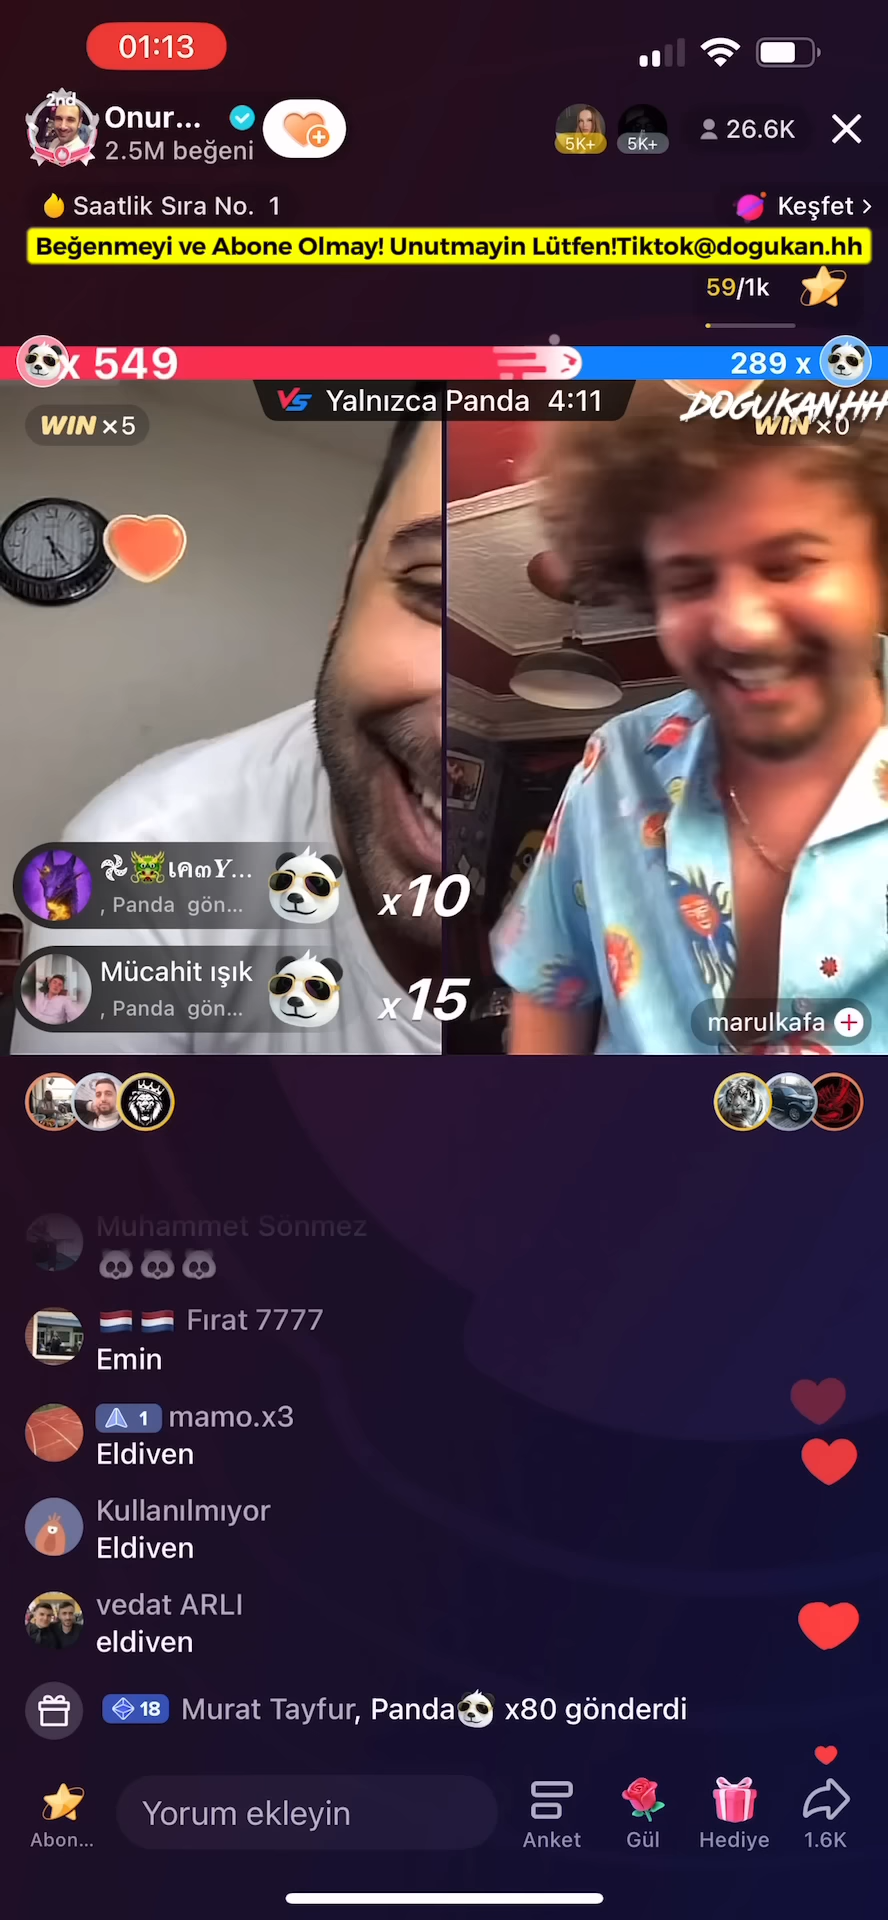 01:13
2nd
Onur...
2.5M beğeni
5K+
5K+
26.6K
Saatlik Sıra No. 1
Keşfet >
Beğenmeyi ve Abone Olmay! Unutmayin Lütfen!Tiktok@dogukan.hh
59/1k
x 549
289 x
VS Yalnızca Panda 4:11
DOGUKAN.HH
WIN x5
WIN x0
, Panda gön...
x10
Mücahit ışık
, Panda gön...
x15
marulkafa
Muhammet Sönmez
🐼🐼🐼
🇳🇱🇳🇱 Fırat 7777
Emin
1 mamo.x3
Eldiven
Kullanılmıyor
Eldiven
vedat ARLI
eldiven
18 Murat Tayfur, Panda x80 gönderdi
Abon...
Yorum ekleyin
Anket
Gül
Hediye
1.6K